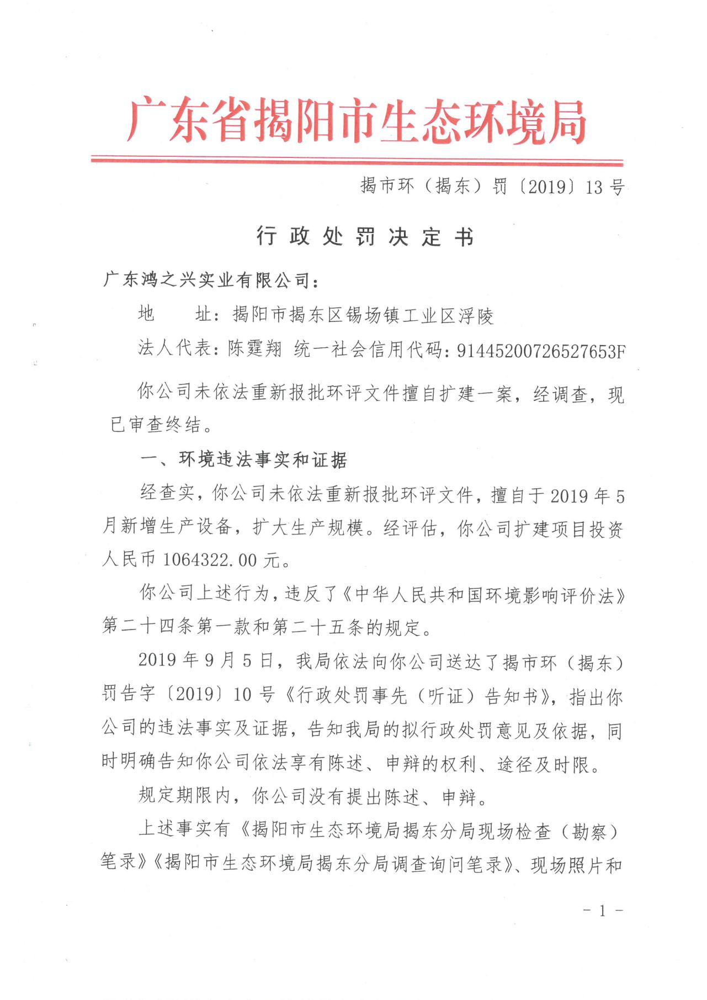 广东省揭阳市生态环境局
揭市环（揭东）罚〔2019〕13号
行政处罚决定书
广东鸿之兴实业有限公司：
地　　址：揭阳市揭东区锡场镇工业区浮陵
法人代表：陈霆翔 统一社会信用代码：91445200726527653F
你公司未依法重新报批环评文件擅自扩建一案，经调查，现
已审查终结。
一、环境违法事实和证据
经查实，你公司未依法重新报批环评文件，擅自于2019年5
月新增生产设备，扩大生产规模。经评估，你公司扩建项目投资
人民币1064322.00元。
你公司上述行为，违反了《中华人民共和国环境影响评价法》
第二十四条第一款和第二十五条的规定。
2019年9月5日，我局依法向你公司送达了揭市环（揭东）
罚告字〔2019〕10号《行政处罚事先（听证）告知书》，指出你
公司的违法事实及证据，告知我局的拟行政处罚意见及依据，同
时明确告知你公司依法享有陈述、申辩的权利、途径及时限。
规定期限内，你公司没有提出陈述、申辩。
上述事实有《揭阳市生态环境局揭东分局现场检查（勘察）
笔录》《揭阳市生态环境局揭东分局调查询问笔录》、现场照片和
- 1 -